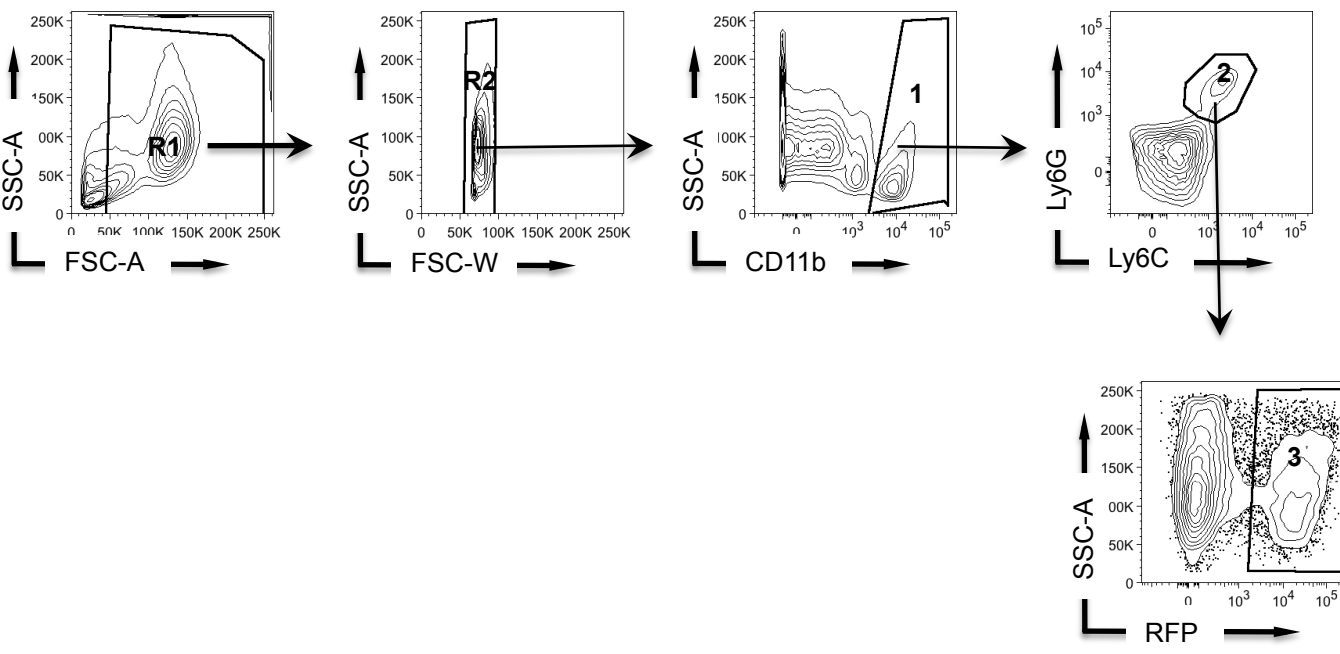 250K
200K
150K
00K
50K
0
SSC-A
R1
0 50K 100K 150K 200K 250K
FSC-A
250K
200K
150K
100K
50K
0
SSC-A
R2
0 50K 100K 150K 200K 250K
FSC-W
250K
200K
150K
100K
50K
0
SSC-A
1
0 10³ 10⁴ 10⁵
CD11b
10⁵
10⁴
10³
0
Ly6G
2
0 10³ 10⁴ 10⁵
Ly6C
250K
200K
150K
00K
50K
0
SSC-A
3
0 10³ 10⁴ 10⁵
RFP